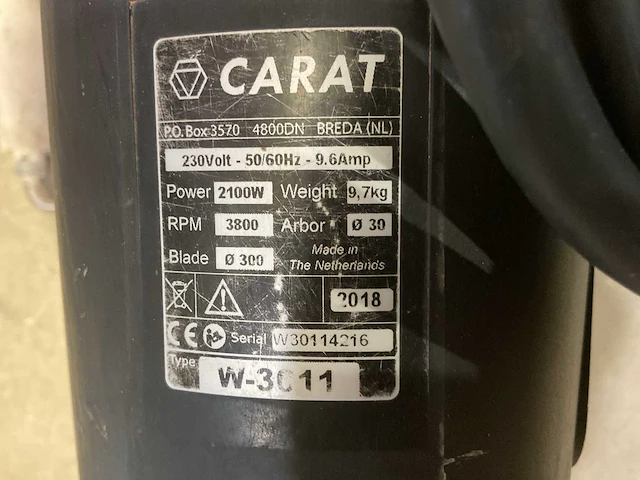 CARAT
P.O. Box 3570 4800DN BREDA (NL)
230Volt - 50/60Hz - 9.6Amp
Power 2100W Weight 9,7kg
RPM 3800 Arbor Ø 30
Blade Ø 300 Made in The Netherlands
2018
CE Serial W30114216
Type W-3011